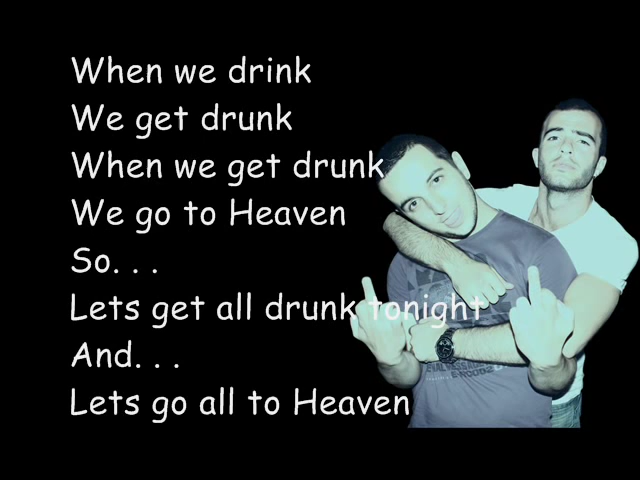 When we drink
We get drunk
When we get drunk
We go to Heaven
So. . .
Lets get all drunk tonight
And. . .
Lets go all to Heaven